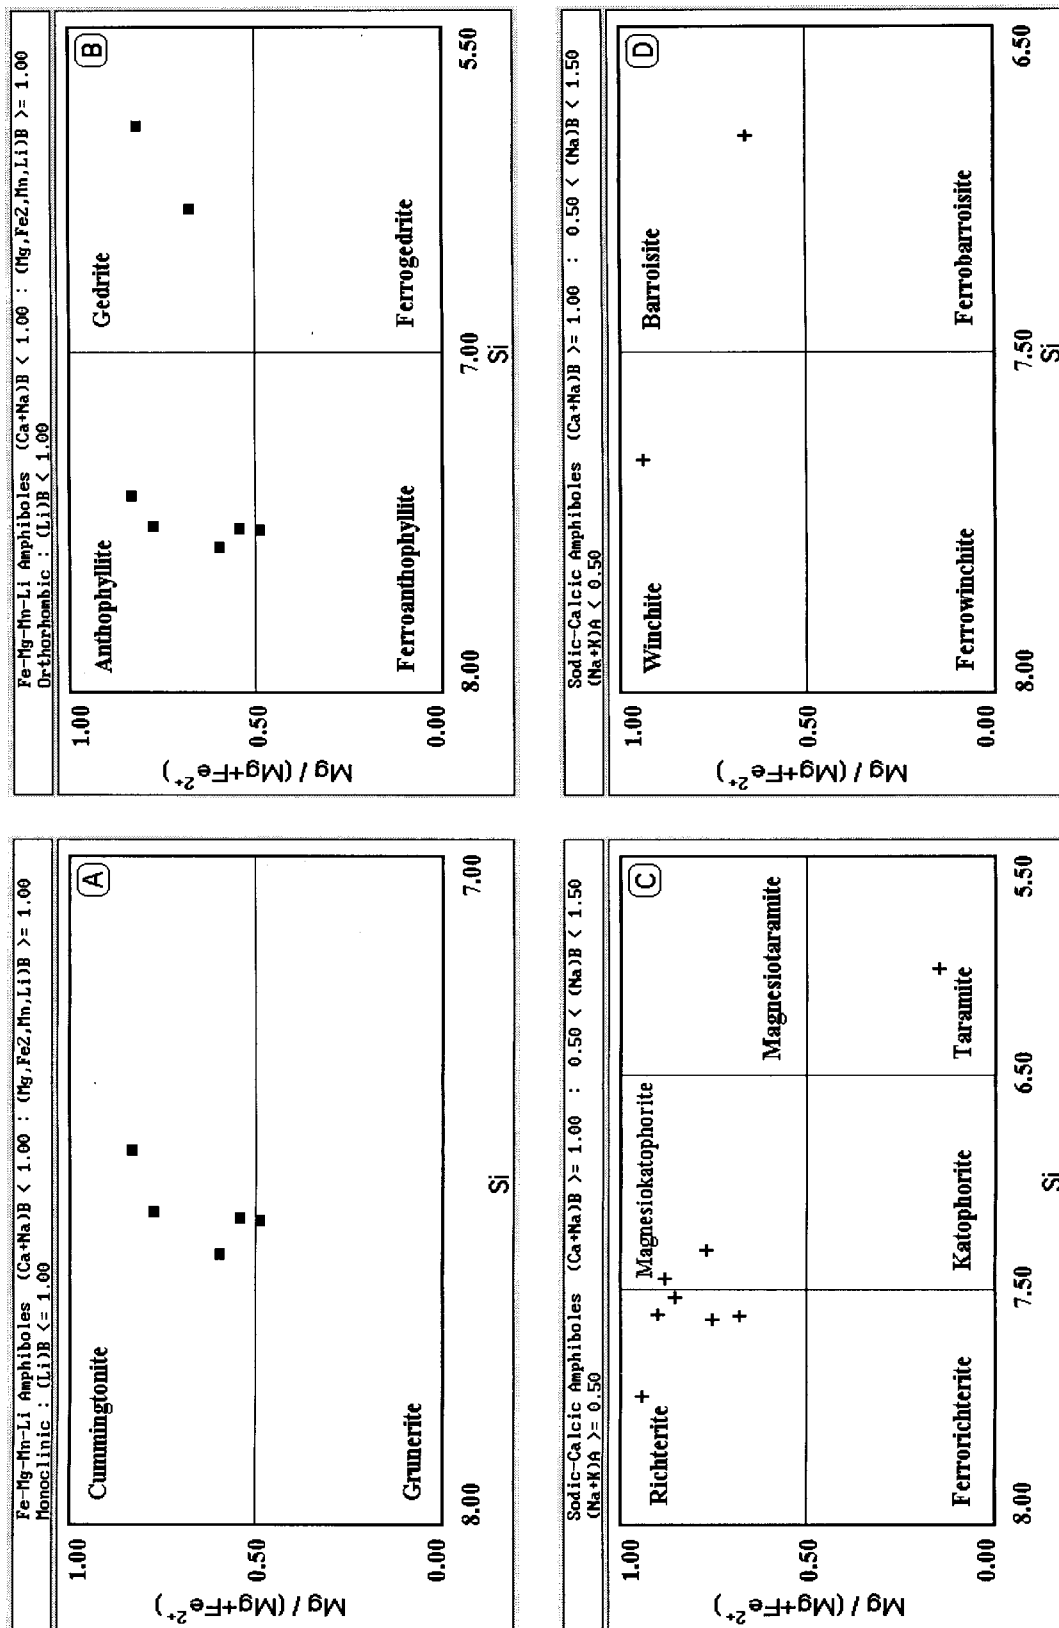 Fe-Mg-Mn-Li Amphiboles (Ca+Na)B < 1.00 : (Mg,Fe2,Mn,Li)B >= 1.00
Monoclinic : (Li)B <= 1.00
A
Cummingtonite
Grunerite
1.00
0.50
0.00
Mg / (Mg+Fe2+)
8.00
7.00
Si
Fe-Mg-Mn-Li Amphiboles (Ca+Na)B < 1.00 : (Mg,Fe2,Mn,Li)B >= 1.00
Orthorhombic : (Li)B < 1.00
B
Anthophyllite
Gedrite
Ferroanthophyllite
Ferrogedrite
1.00
0.50
0.00
Mg / (Mg+Fe2+)
8.00
7.00
5.50
Si
Sodic-Calcic Amphiboles (Ca+Na)B >= 1.00 : 0.50 < (Na)B < 1.50
(Na+K)A >= 0.50
C
Richterite
Magnesiokatophorite
Magnesiotaramite
Ferrorichterite
Katophorite
Taramite
1.00
0.50
0.00
Mg / (Mg+Fe2+)
8.00
7.50
6.50
5.50
Si
Sodic-Calcic Amphiboles (Ca+Na)B >= 1.00 : 0.50 < (Na)B < 1.50
(Na+K)A < 0.50
D
Winchite
Barroisite
Ferrowinchite
Ferrobarroisite
1.00
0.50
0.00
Mg / (Mg+Fe2+)
8.00
7.50
6.50
Si